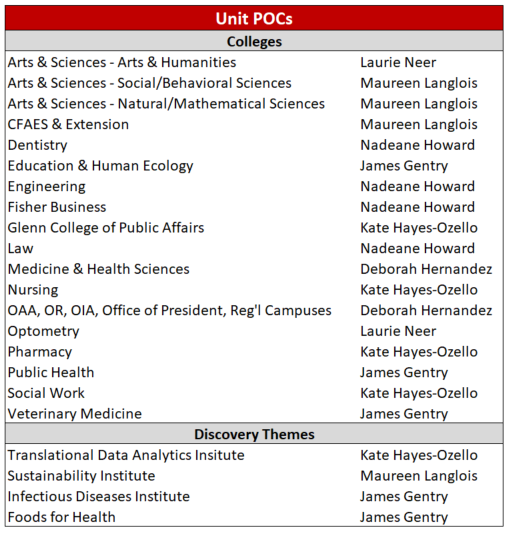 Unit POCs
Colleges
Arts & Sciences - Arts & Humanities Laurie Neer
Arts & Sciences - Social/Behavioral Sciences Maureen Langlois
Arts & Sciences - Natural/Mathematical Sciences Maureen Langlois
CFAES & Extension Maureen Langlois
Dentistry Nadeane Howard
Education & Human Ecology James Gentry
Engineering Nadeane Howard
Fisher Business Nadeane Howard
Glenn College of Public Affairs Kate Hayes-Ozello
Law Nadeane Howard
Medicine & Health Sciences Deborah Hernandez
Nursing Kate Hayes-Ozello
OAA, OR, OIA, Office of President, Reg'l Campuses Deborah Hernandez
Optometry Laurie Neer
Pharmacy Kate Hayes-Ozello
Public Health James Gentry
Social Work Kate Hayes-Ozello
Veterinary Medicine James Gentry
Discovery Themes
Translational Data Analytics Insitute Kate Hayes-Ozello
Sustainability Institute Maureen Langlois
Infectious Diseases Institute James Gentry
Foods for Health James Gentry